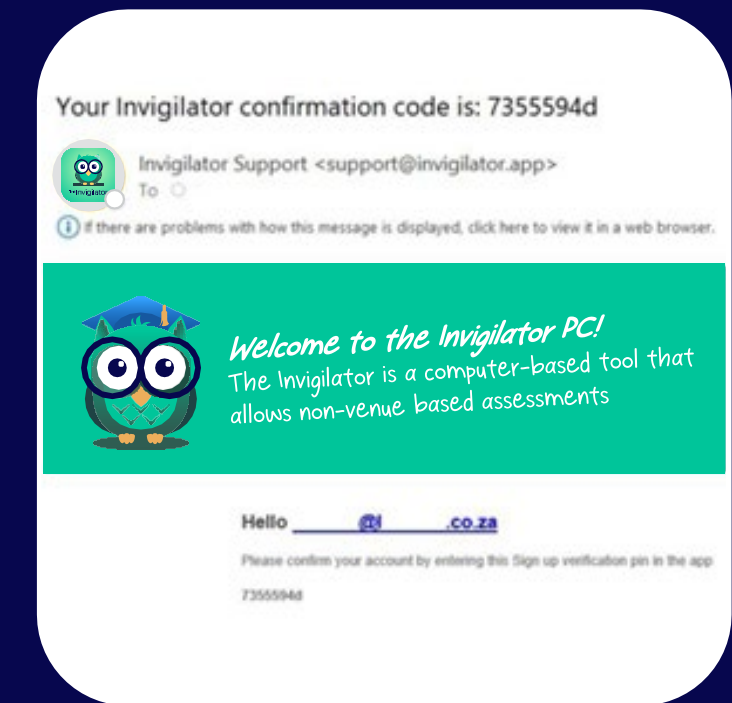 Your Invigilator confirmation code is: 7355594d
Invigilator Support <support@invigilator.app>
The Invigilator
To
If there are problems with how this message is displayed, click here to view it in a web browser.
Welcome to the Invigilator PC!
The Invigilator is a computer-based tool that
allows non-venue based assessments
Hello @ .co.za
Please confirm your account by entering this Sign up verification pin in the app
7355594d